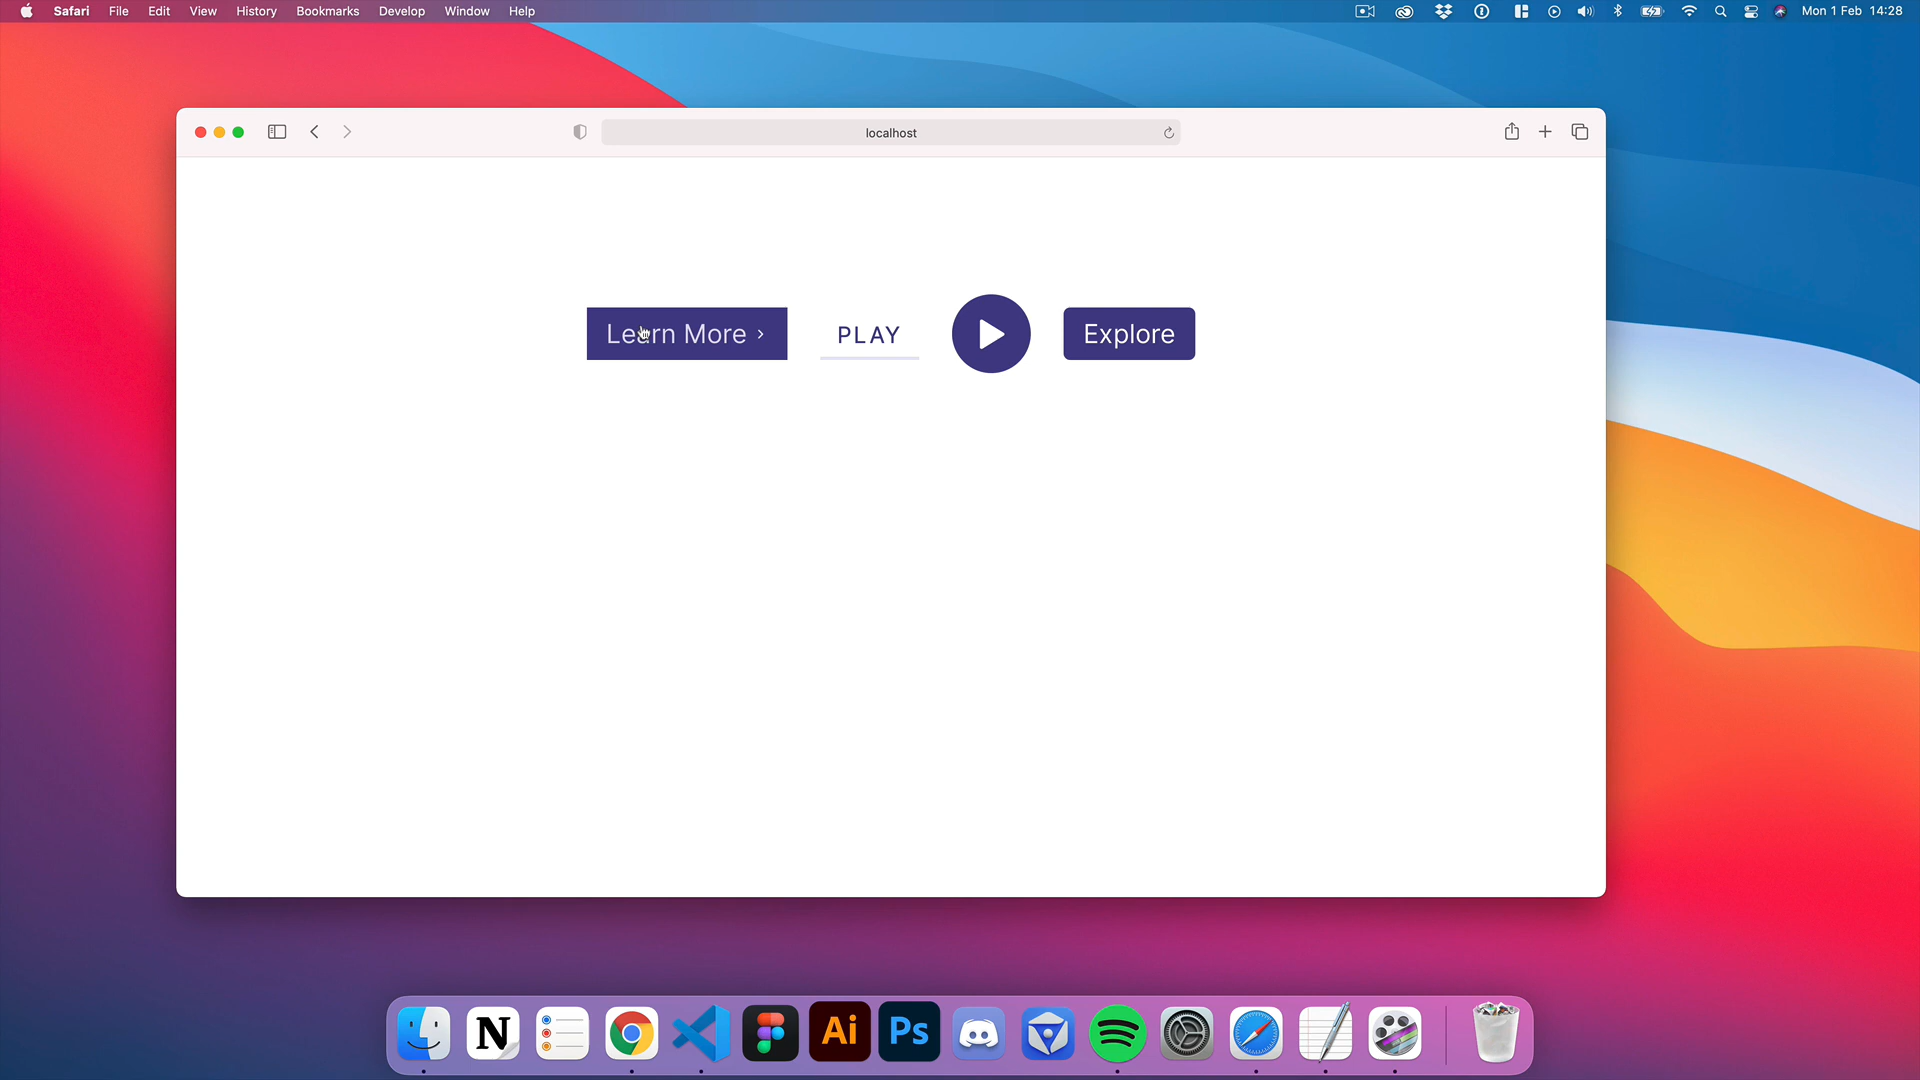 Safari File Edit View History Bookmarks Develop Window Help Mon 1 Feb 14:28
localhost
Learn More › PLAY Explore
N Ai Ps